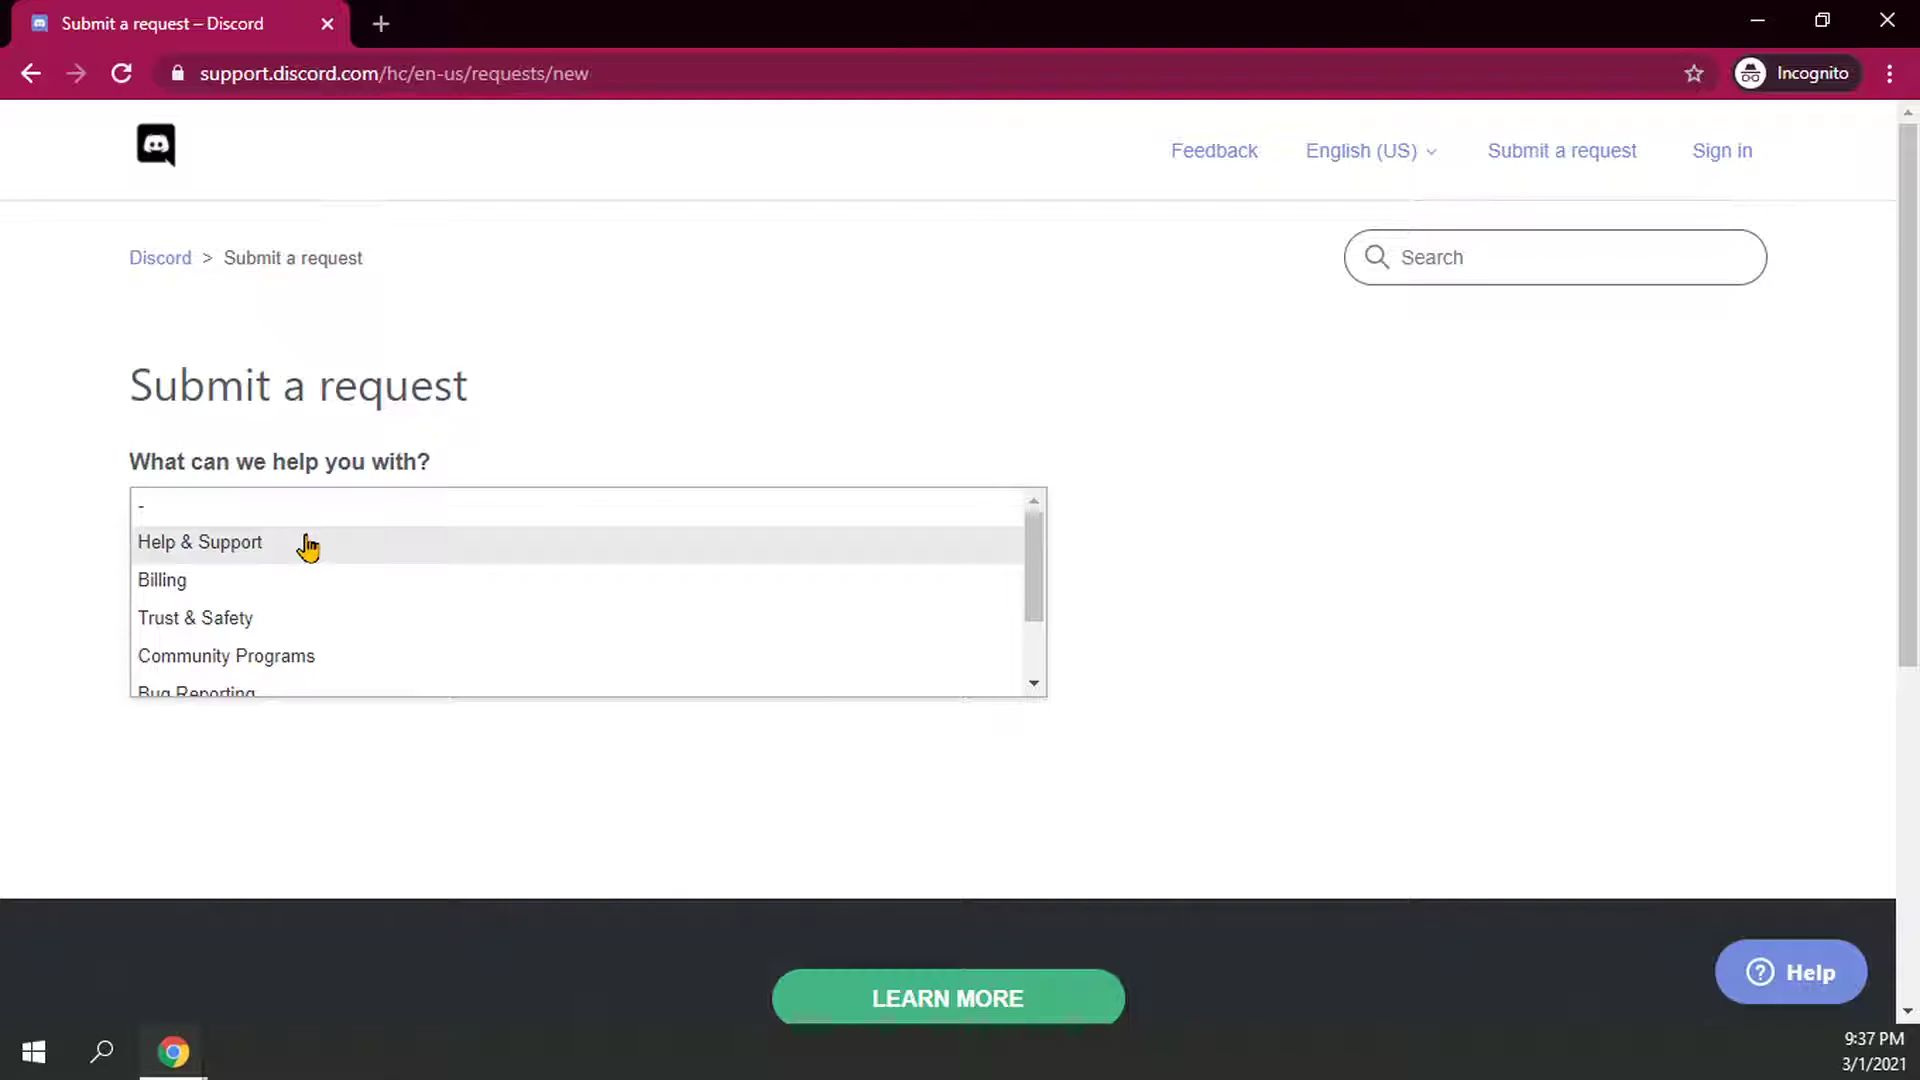 Submit a request – Discord
support.discord.com/hc/en-us/requests/new
Incognito
Feedback
English (US)
Submit a request
Sign in
Discord > Submit a request
Search
Submit a request
What can we help you with?
-
Help & Support
Billing
Trust & Safety
Community Programs
Bug Reporting
LEARN MORE
Help
9:37 PM
3/1/2021